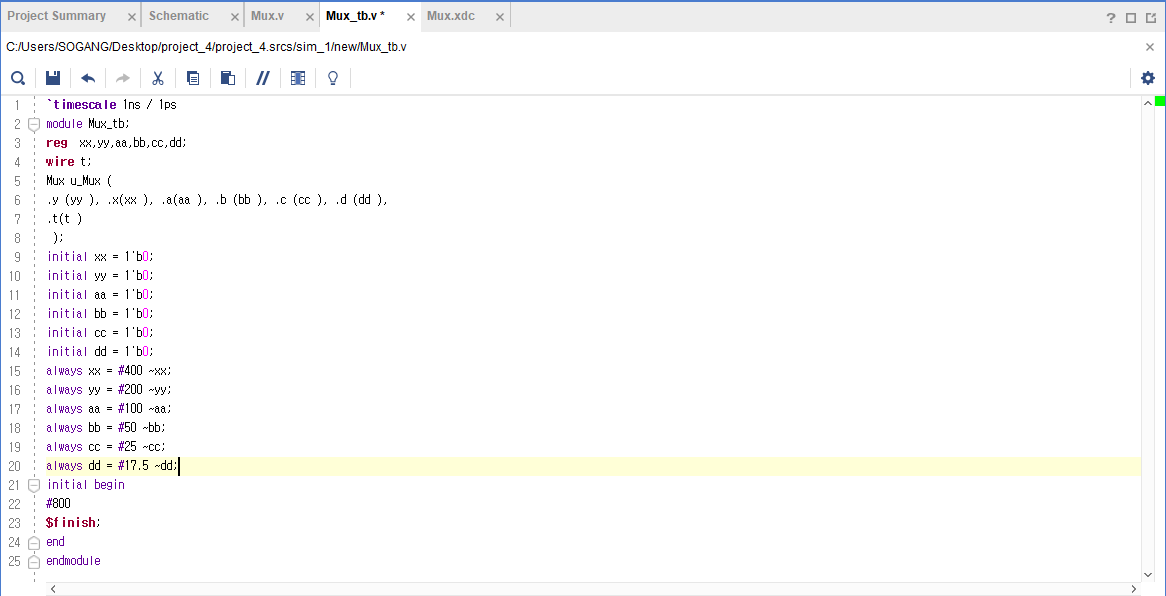 Project Summary × Schematic × Mux.v × Mux_tb.v * × Mux.xdc ×
C:/Users/SOGANG/Desktop/project_4/project_4.srcs/sim_1/new/Mux_tb.v
1 `timescale 1ns / 1ps
2 module Mux_tb;
3 reg xx,yy,aa,bb,cc,dd;
4 wire t;
5 Mux u_Mux (
6 .y (yy ), .x(xx ), .a(aa ), .b (bb ), .c (cc ), .d (dd ),
7 .t(t )
8 );
9 initial xx = 1'b0;
10 initial yy = 1'b0;
11 initial aa = 1'b0;
12 initial bb = 1'b0;
13 initial cc = 1'b0;
14 initial dd = 1'b0;
15 always xx = #400 ~xx;
16 always yy = #200 ~yy;
17 always aa = #100 ~aa;
18 always bb = #50 ~bb;
19 always cc = #25 ~cc;
20 always dd = #17.5 ~dd;
21 initial begin
22 #800
23 $finish;
24 end
25 endmodule